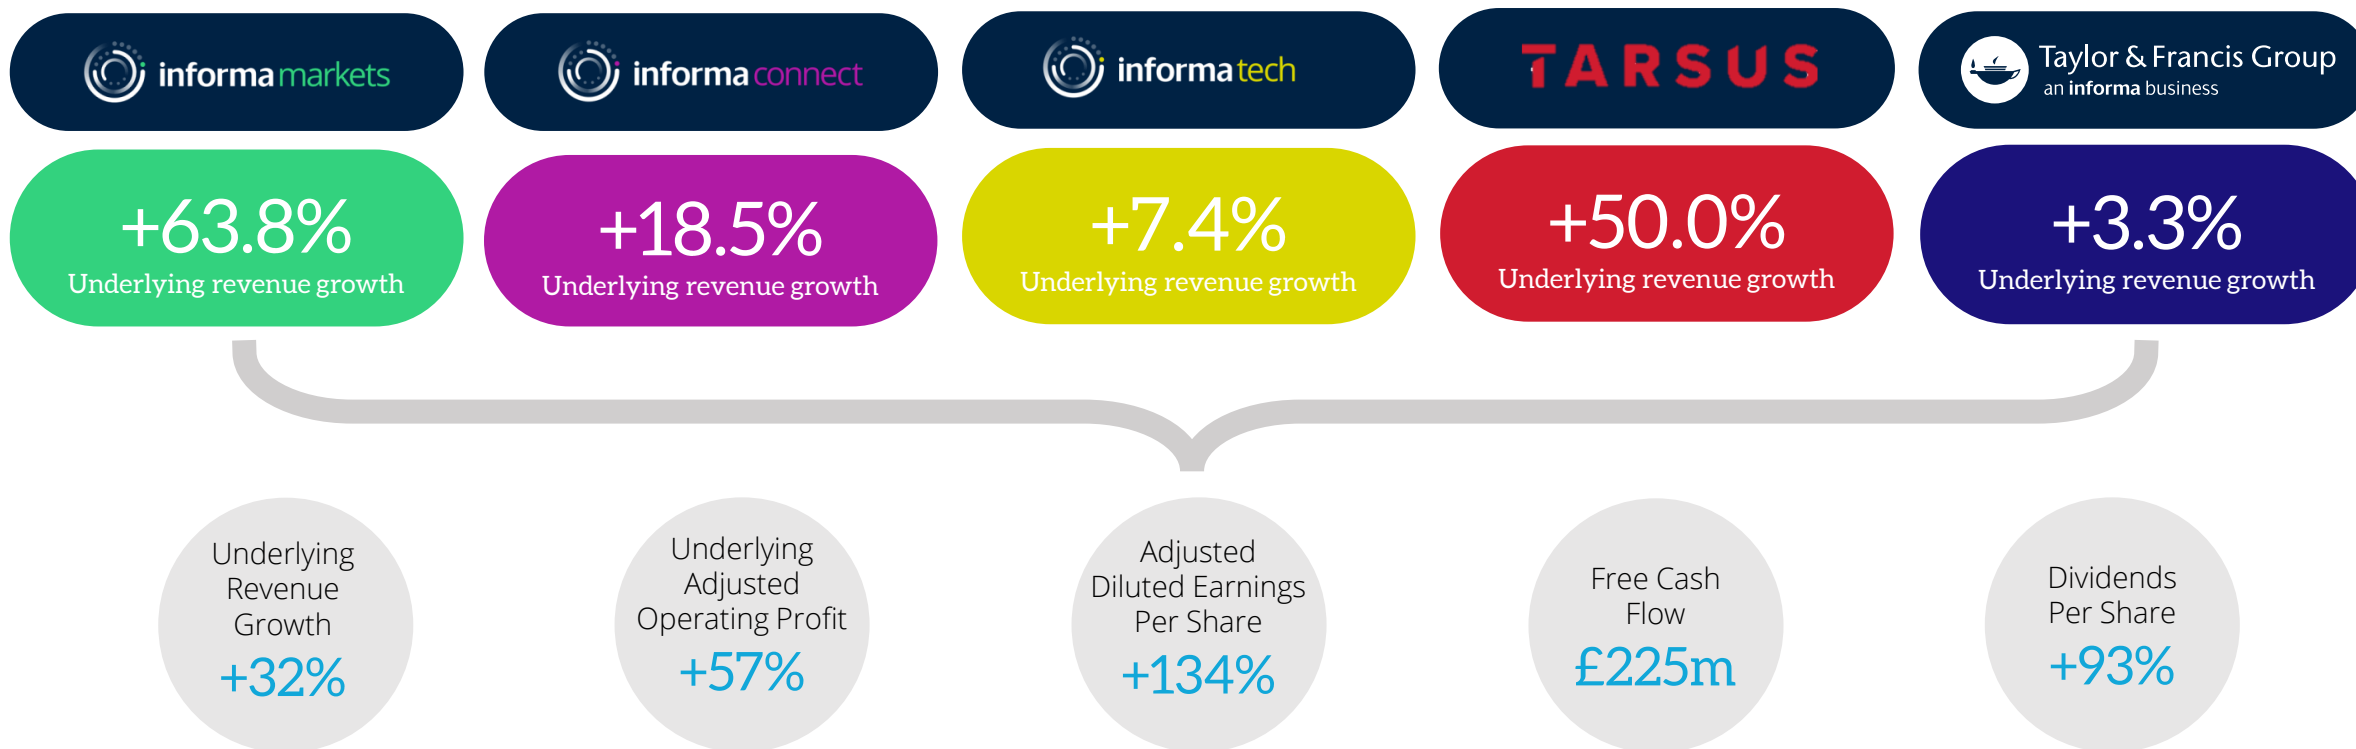 informa markets
informa connect
informa tech
TARSUS
Taylor & Francis Group
an informa business
+63.8%
Underlying revenue growth
+18.5%
Underlying revenue growth
+7.4%
Underlying revenue growth
+50.0%
Underlying revenue growth
+3.3%
Underlying revenue growth
Underlying
Revenue
Growth
+32%
Underlying
Adjusted
Operating Profit
+57%
Adjusted
Diluted Earnings
Per Share
+134%
Free Cash
Flow
£225m
Dividends
Per Share
+93%